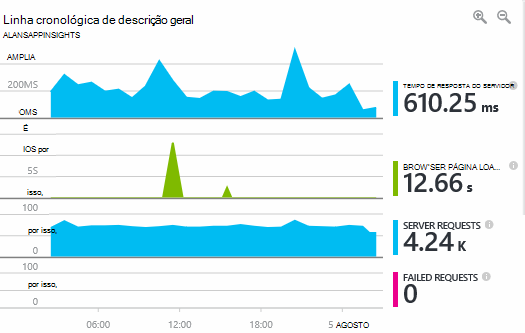 Linha cronológica de descrição geral
ALANSAPPINSIGHTS
AMPLIA
200MS
OMS
É
IOS por
5S
isso,
100
por isso,
0
100
por isso,
0
06:00
12:00
18:00
5 AGOSTO
TEMPO DE RESPOSTA DO SERVIDOR
610.25 ms
BROWSER PÁGINA LOA...
12.66 s
SERVER REQUESTS
4.24 K
FAILED REQUESTS
0